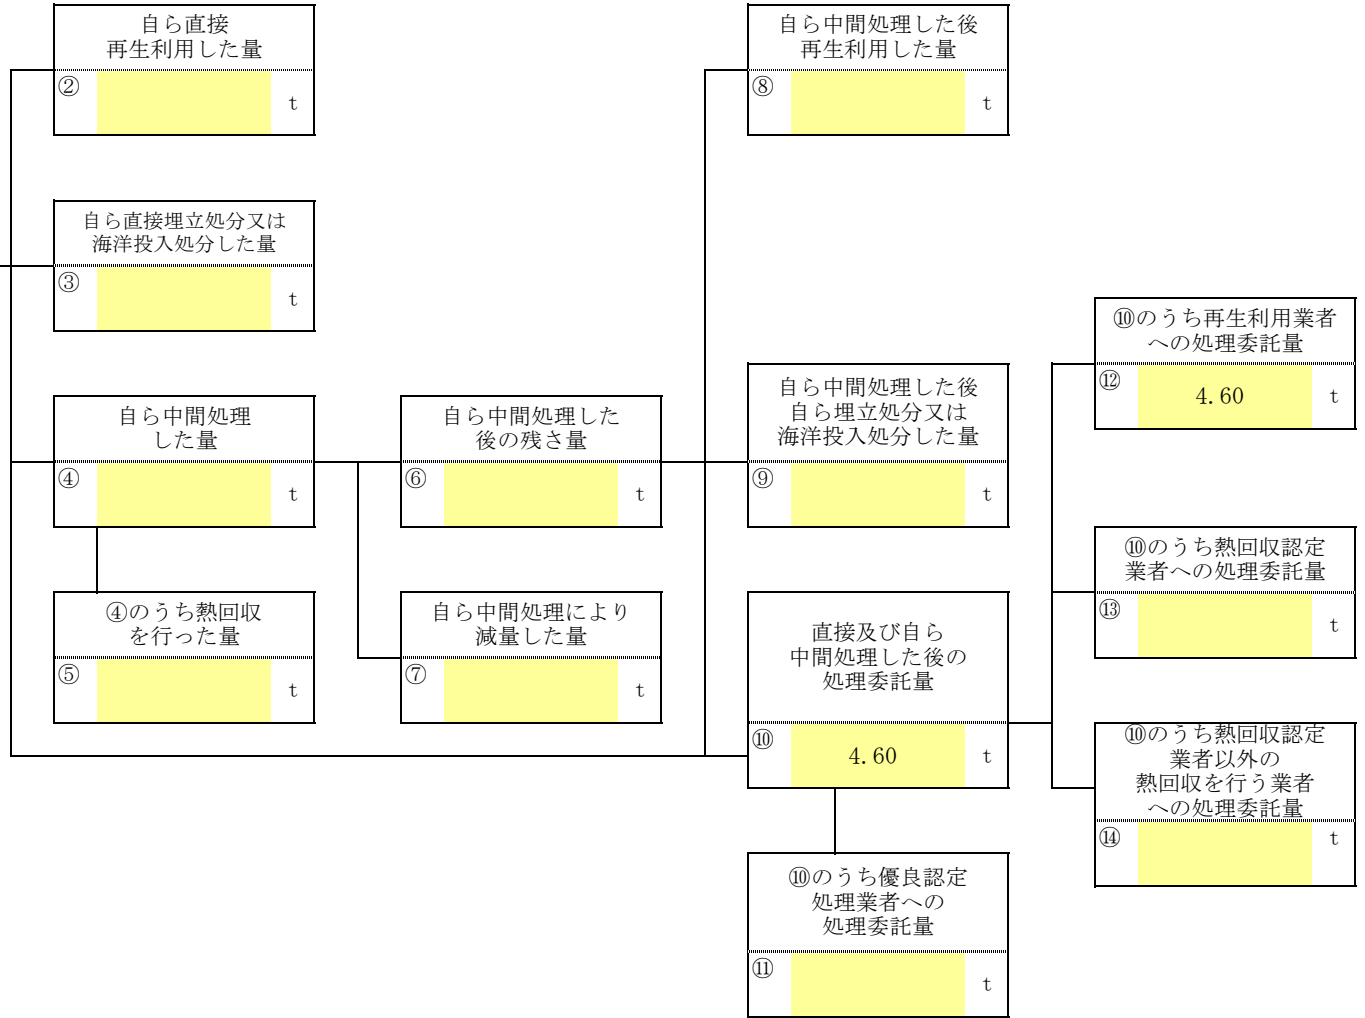 自ら直接
再生利用した量
②
t
自ら直接埋立処分又は
海洋投入処分した量
③
t
自ら中間処理
した量
④
t
④のうち熱回収
を行った量
⑤
t
自ら中間処理した
後の残さ量
⑥
t
自ら中間処理により
減量した量
⑦
t
自ら中間処理した後
再生利用した量
⑧
t
自ら中間処理した後
自ら埋立処分又は
海洋投入処分した量
⑨
t
直接及び自ら
中間処理した後の
処理委託量
⑩ 4.60 t
⑩のうち優良認定
処理業者への
処理委託量
⑪
t
⑩のうち再生利用業者
への処理委託量
⑫ 4.60 t
⑩のうち熱回収認定
業者への処理委託量
⑬
t
⑩のうち熱回収認定
業者以外の
熱回収を行う業者
への処理委託量
⑭
t